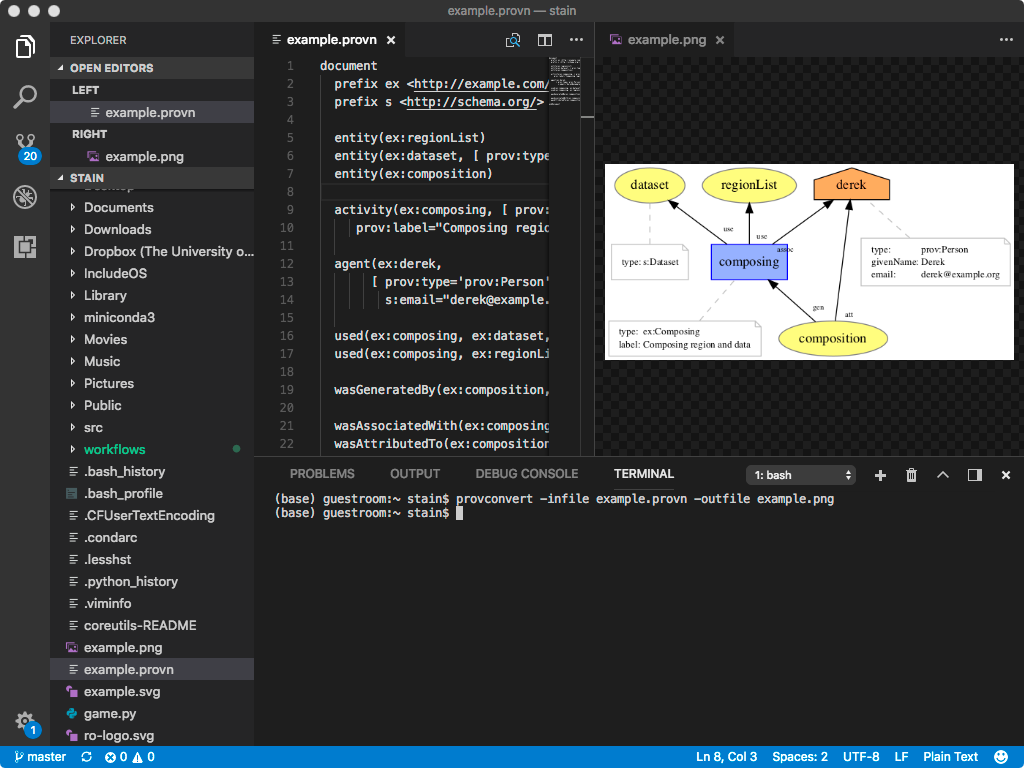 example.provn — stain
EXPLORER
OPEN EDITORS
LEFT
example.provn
RIGHT
example.png
STAIN
Desktop
Documents
Downloads
Dropbox (The University o...
IncludeOS
Library
miniconda3
Movies
Music
Pictures
Public
src
workflows
.bash_history
.bash_profile
.CFUserTextEncoding
.condarc
.lesshst
.python_history
.viminfo
coreutils-README
example.png
example.provn
example.svg
game.py
ro-logo.svg
20
1
example.provn
1 document
2 prefix ex <http://example.com/
3 prefix s <http://schema.org/>
4
5 entity(ex:regionList)
6 entity(ex:dataset, [ prov:type
7 entity(ex:composition)
8
9 activity(ex:composing, [ prov:
10 prov:label="Composing regio
11
12 agent(ex:derek,
13 [ prov:type='prov:Person'
14 s:email="derek@example.
15
16 used(ex:composing, ex:dataset,
17 used(ex:composing, ex:regionLi
18
19 wasGeneratedBy(ex:composition,
20
21 wasAssociatedWith(ex:composing
22 wasAttributedTo(ex:composition
example.png
dataset
regionList
derek
use
use
assoc
type: s:Dataset
composing
type: prov:Person
givenName: Derek
email: derek@example.org
gen
att
type: ex:Composing
label: Composing region and data
composition
PROBLEMS OUTPUT DEBUG CONSOLE TERMINAL 1: bash
(base) guestroom:~ stain$ provconvert -infile example.provn -outfile example.png
(base) guestroom:~ stain$
master 0 0 Ln 8, Col 3 Spaces: 2 UTF-8 LF Plain Text